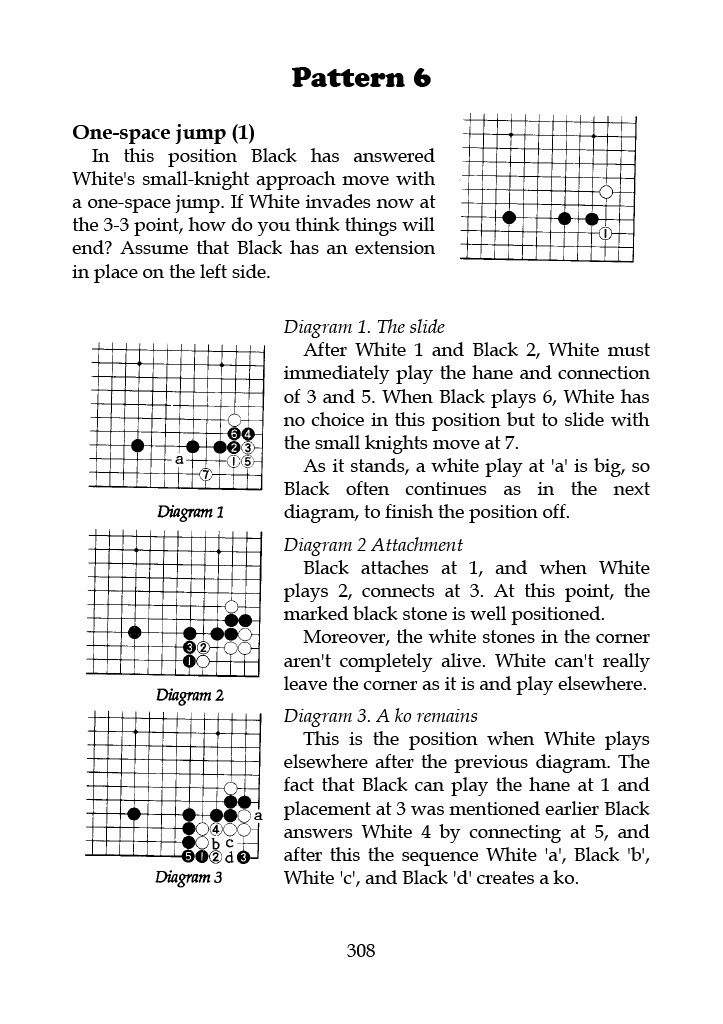 Pattern 6
One-space jump (1)
In this position Black has answered
White's small-knight approach move with
a one-space jump. If White invades now at
the 3-3 point, how do you think things will
end? Assume that Black has an extension
in place on the left side.
1
Diagram 1. The slide
After White 1 and Black 2, White must
immediately play the hane and connection
of 3 and 5. When Black plays 6, White has
no choice in this position but to slide with
the small knights move at 7.
As it stands, a white play at 'a' is big, so
Black often continues as in the next
diagram, to finish the position off.
6 4
2 3
a 1 5
7
Diagram 1
Diagram 2 Attachment
Black attaches at 1, and when White
plays 2, connects at 3. At this point, the
marked black stone is well positioned.
Moreover, the white stones in the corner
aren't completely alive. White can't really
leave the corner as it is and play elsewhere.
3 2
1
Diagram 2
Diagram 3. A ko remains
This is the position when White plays
elsewhere after the previous diagram. The
fact that Black can play the hane at 1 and
placement at 3 was mentioned earlier Black
answers White 4 by connecting at 5, and
after this the sequence White 'a', Black 'b',
White 'c', and Black 'd' creates a ko.
a
4
b c
5 1 2 d 3
Diagram 3
308